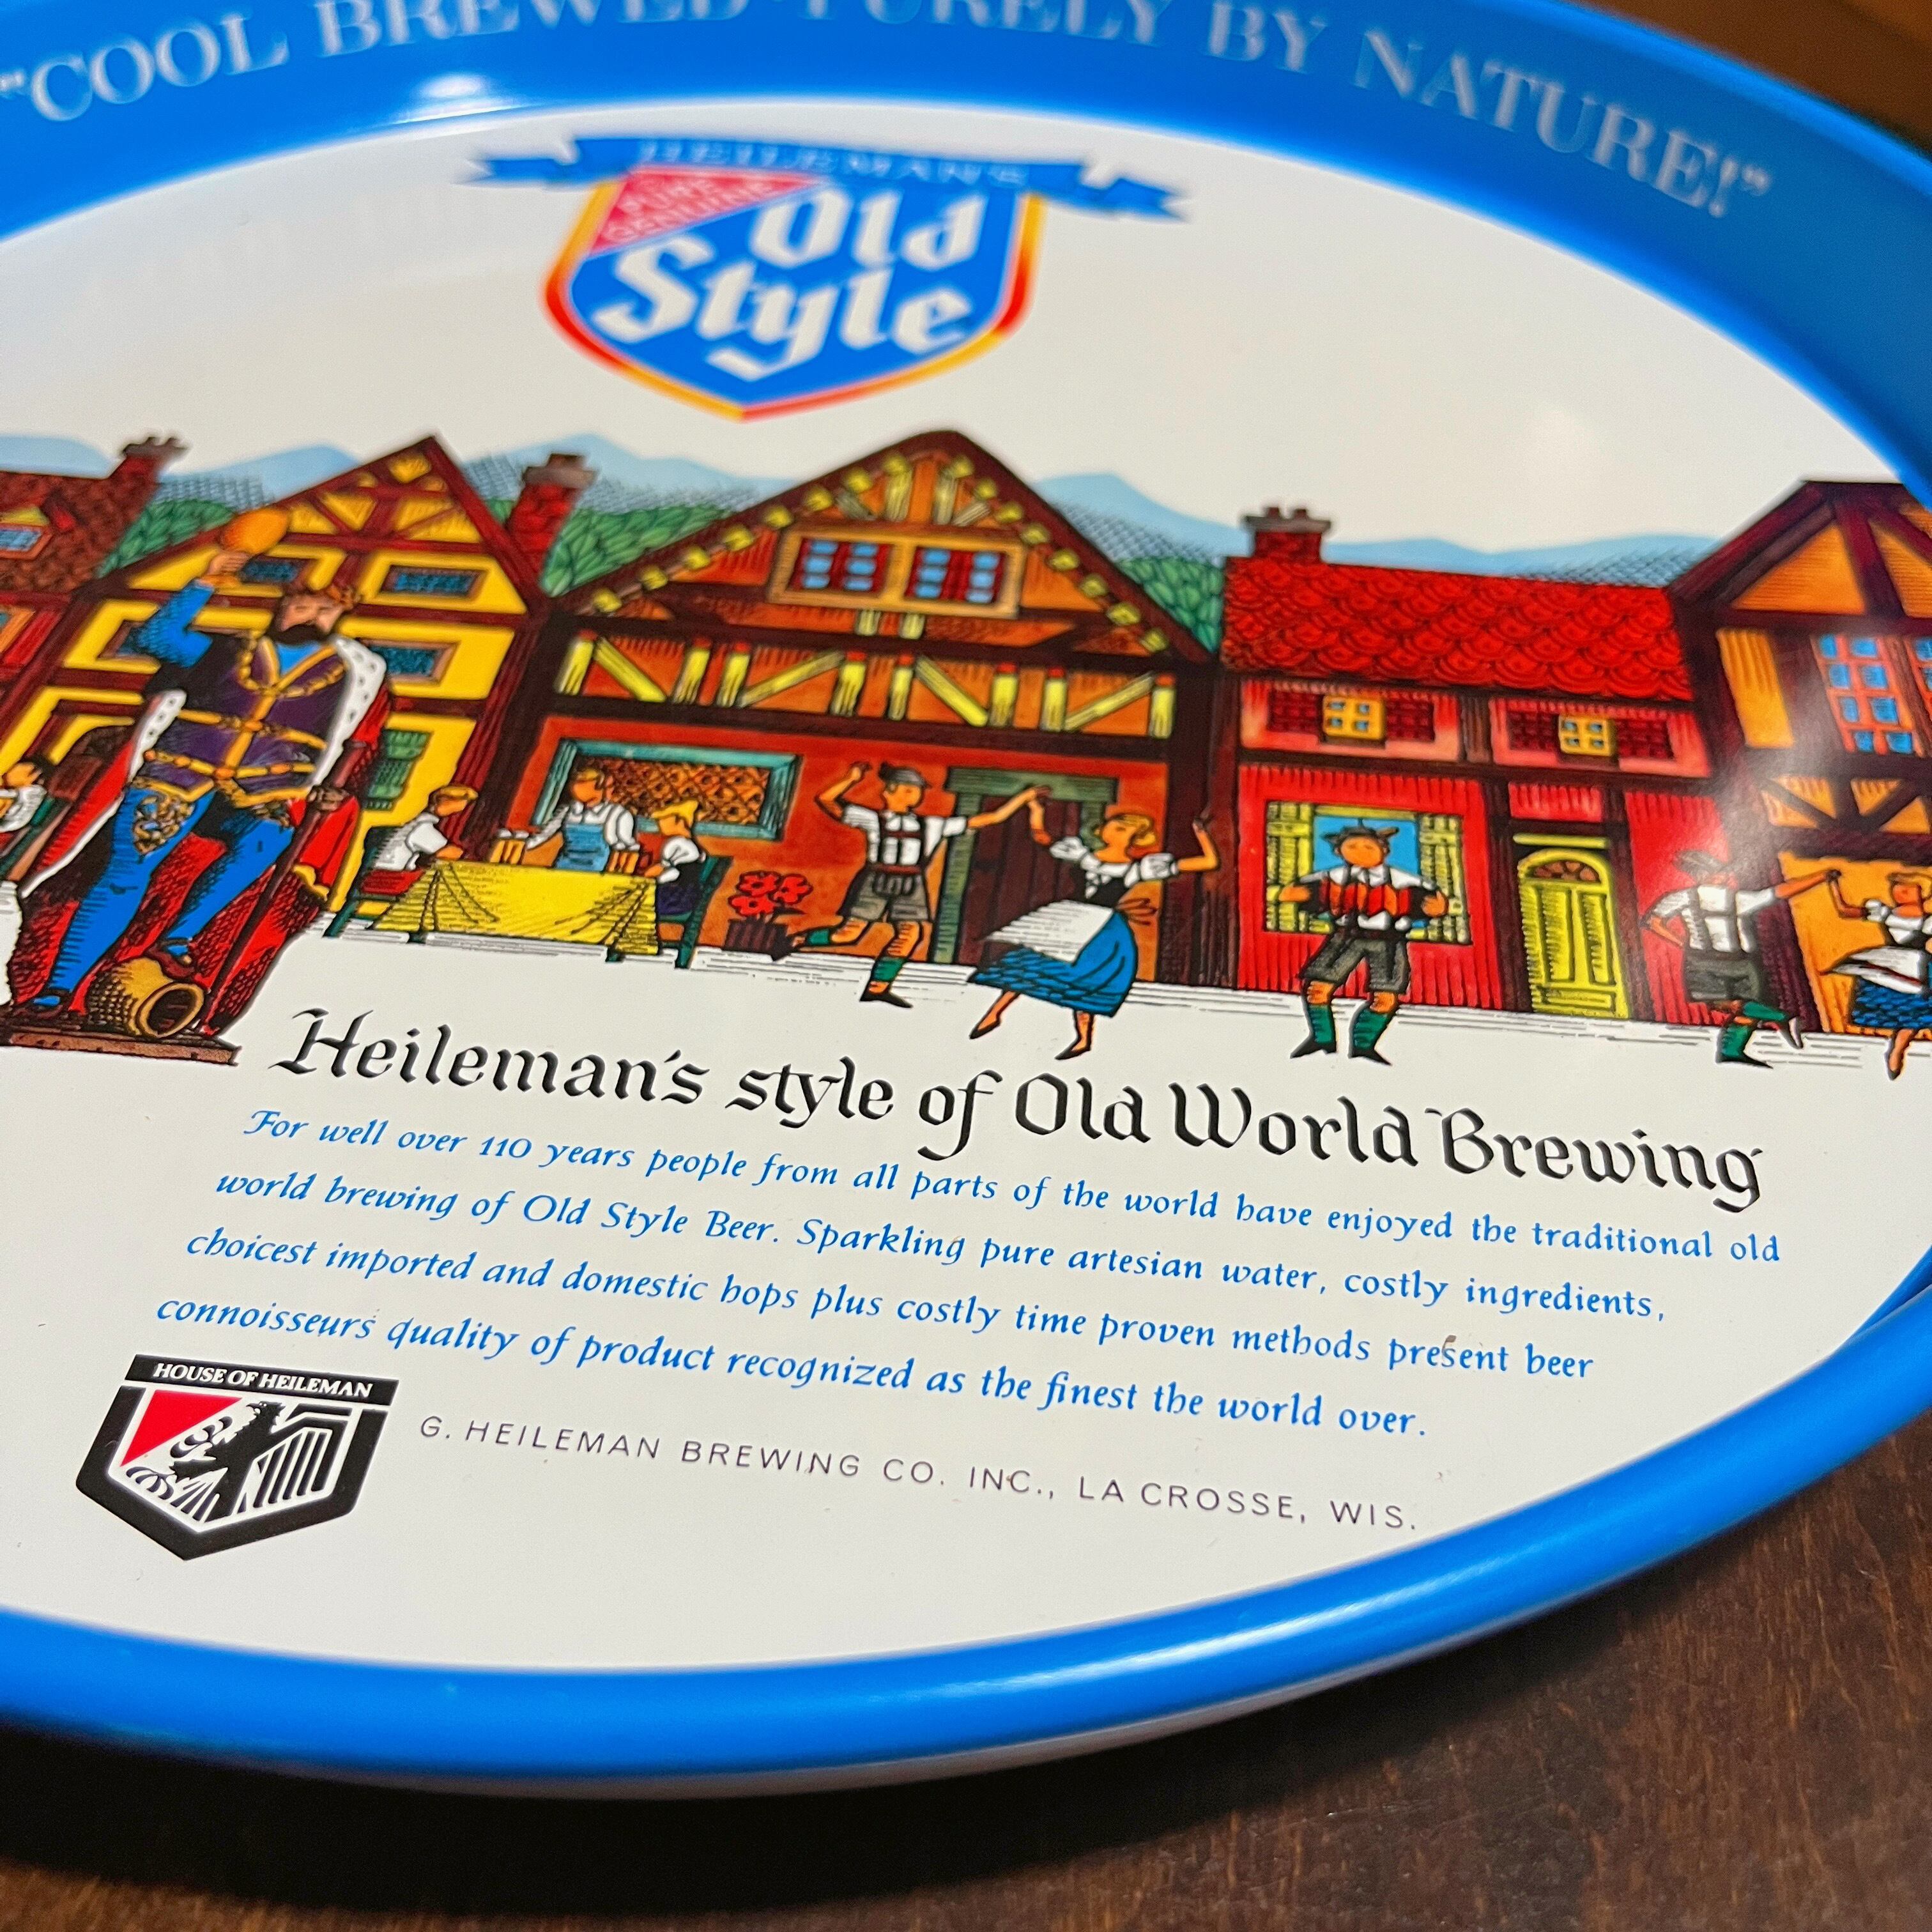 "COOL BREWED PURELY BY NATURE!"
HEILEMAN'S
PURE
GENUINE
Old
Style
Heileman's style of Old World Brewing
For well over 110 years people from all parts of the world have enjoyed the traditional old
world brewing of Old Style Beer. Sparkling pure artesian water, costly ingredients,
choicest imported and domestic hops plus costly time proven methods present beer
connoisseurs quality of product recognized as the finest the world over.
HOUSE OF HEILEMAN
G. HEILEMAN BREWING CO. INC., LA CROSSE, WIS.